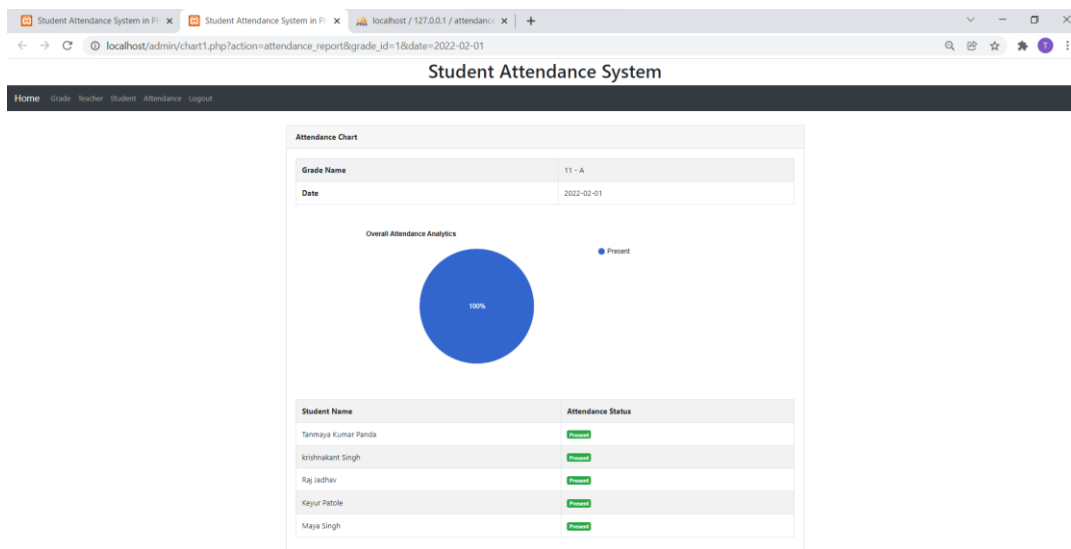 Student Attendance System in P
Student Attendance System in P
localhost / 127.0.0.1 / attendance
localhost/admin/chart1.php?action=attendance_report&grade_id=1&date=2022-02-01
T
Student Attendance System
Home Grade Teacher Student Attendance Logout
Attendance Chart
Grade Name 11 - A
Date 2022-02-01
Overall Attendance Analytics
Present
100%
Student Name Attendance Status
Tanmaya Kumar Panda Present
krishnakant Singh Present
Raj Jadhav Present
Keyur Patole Present
Maya Singh Present